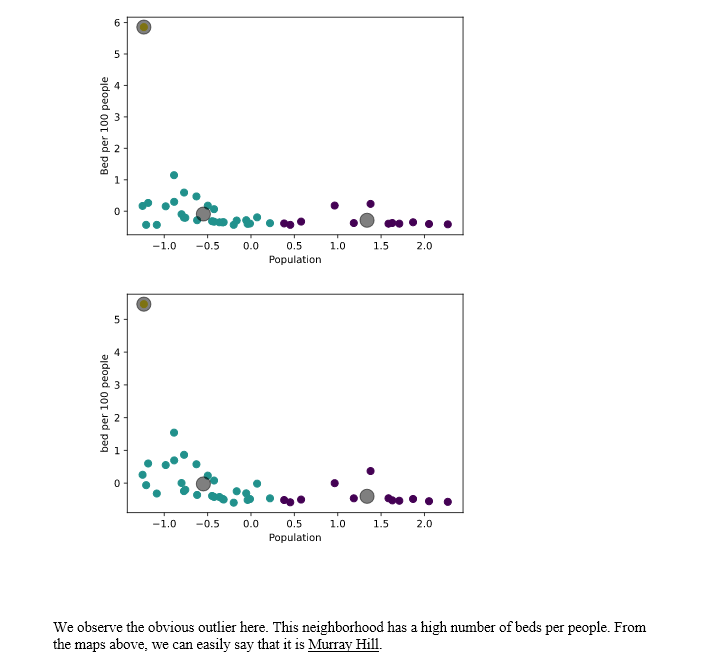 6
5
4
3
2
1
0
Bed per 100 people
−1.0 −0.5 0.0 0.5 1.0 1.5 2.0
Population
5
4
3
2
1
0
bed per 100 people
−1.0 −0.5 0.0 0.5 1.0 1.5 2.0
Population
We observe the obvious outlier here. This neighborhood has a high number of beds per people. From
the maps above, we can easily say that it is Murray Hill.